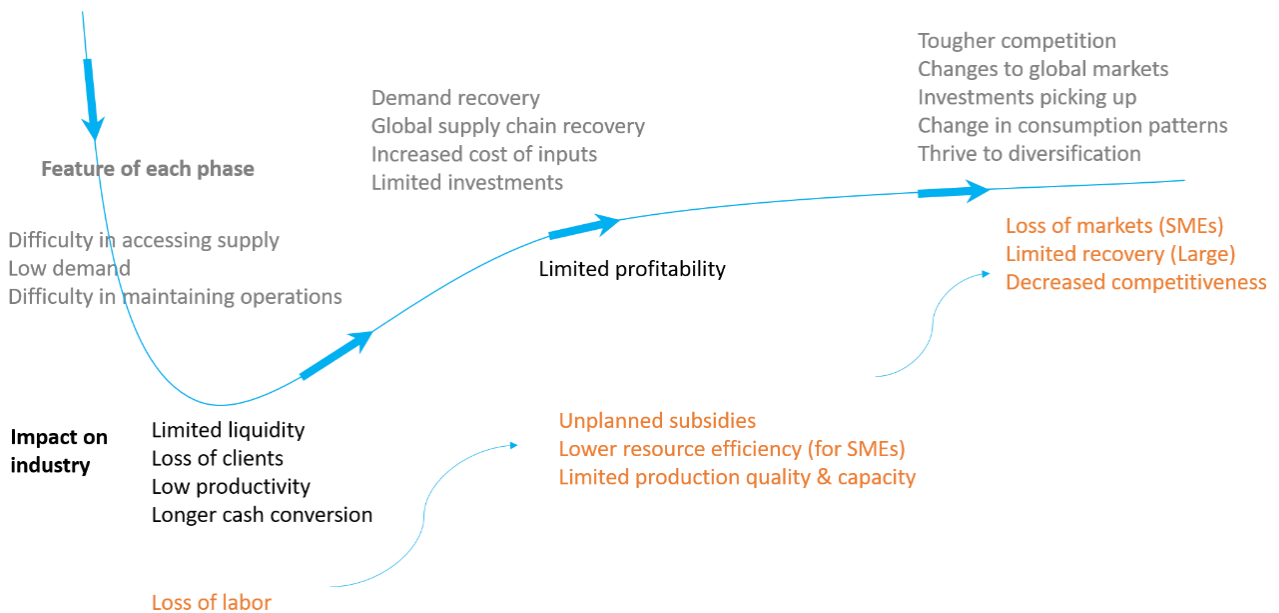 Tougher competition
Changes to global markets
Investments picking up
Change in consumption patterns
Thrive to diversification
Demand recovery
Global supply chain recovery
Increased cost of inputs
Limited investments
Feature of each phase
Difficulty in accessing supply
Low demand
Difficulty in maintaining operations
Loss of markets (SMEs)
Limited recovery (Large)
Decreased competitiveness
Limited profitability
Impact on
industry
Limited liquidity
Loss of clients
Low productivity
Longer cash conversion
Unplanned subsidies
Lower resource efficiency (for SMEs)
Limited production quality & capacity
Loss of labor